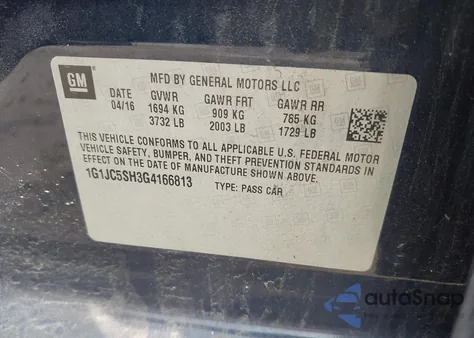 GM
MFD BY GENERAL MOTORS LLC
DATE GVWR GAWR FRT GAWR RR
04/16 1694 KG 909 KG 785 KG
3732 LB 2003 LB 1729 LB
THIS VEHICLE CONFORMS TO ALL APPLICABLE U.S. FEDERAL MOTOR
VEHICLE SAFETY, BUMPER, AND THEFT PREVENTION STANDARDS IN
EFFECT ON THE DATE OF MANUFACTURE SHOWN ABOVE.
1G1JC5SH3G4166813 TYPE: PASS CAR
autoSnap